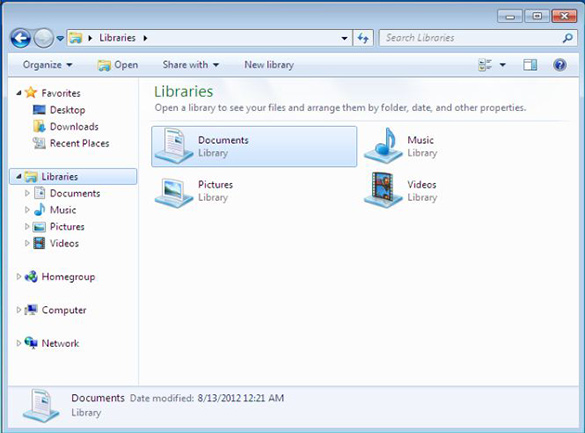 Libraries
Search Libraries
Organize Open Share with New library
Favorites
Desktop
Downloads
Recent Places
Libraries
Documents
Music
Pictures
Videos
Homegroup
Computer
Network
Libraries
Open a library to see your files and arrange them by folder, date, and other properties.
Documents
Library
Music
Library
Pictures
Library
Videos
Library
Documents Date modified: 8/13/2012 12:21 AM
Library